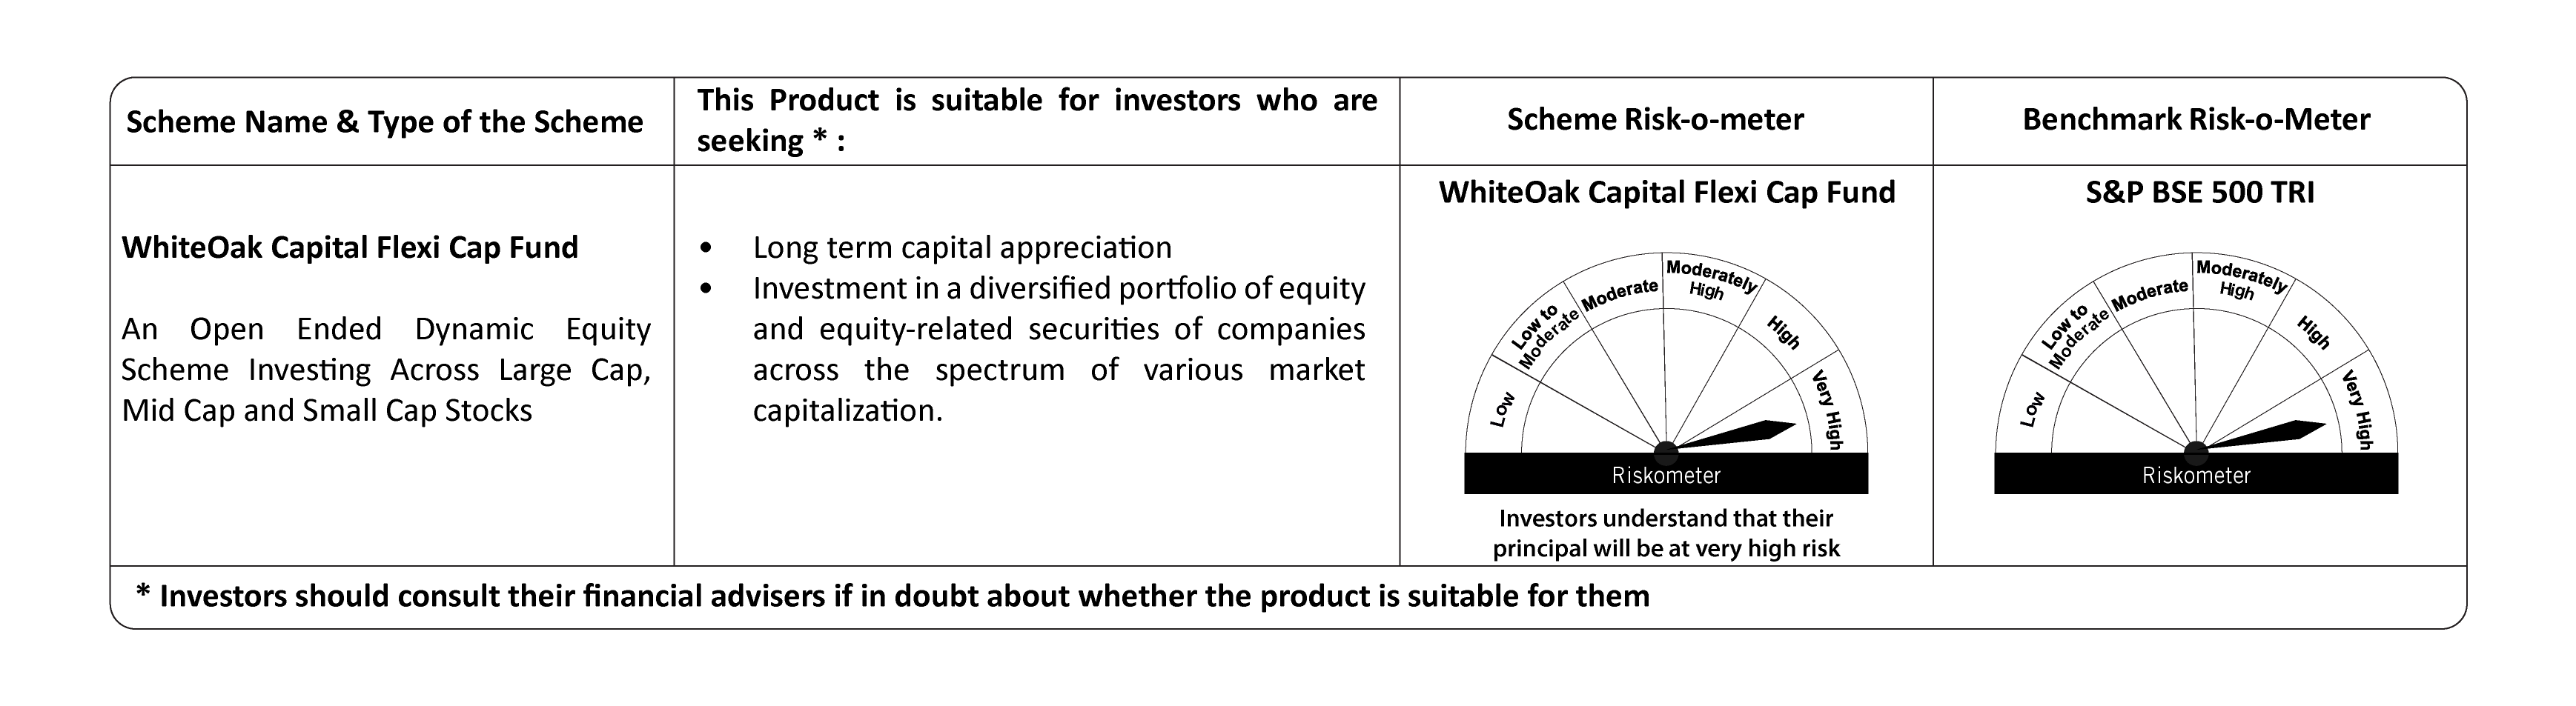 Scheme Name & Type of the Scheme
This Product is suitable for investors who are
seeking * :
Scheme Risk-o-meter
Benchmark Risk-o-Meter
WhiteOak Capital Flexi Cap Fund
An Open Ended Dynamic Equity
Scheme Investing Across Large Cap,
Mid Cap and Small Cap Stocks
• Long term capital appreciation
• Investment in a diversified portfolio of equity
and equity-related securities of companies
across the spectrum of various market
capitalization.
WhiteOak Capital Flexi Cap Fund
Low
Low to
Moderate
Moderate
Moderately
High
High
Very High
Riskometer
Investors understand that their
principal will be at very high risk
S&P BSE 500 TRI
Low
Low to
Moderate
Moderate
Moderately
High
High
Very High
Riskometer
* Investors should consult their financial advisers if in doubt about whether the product is suitable for them